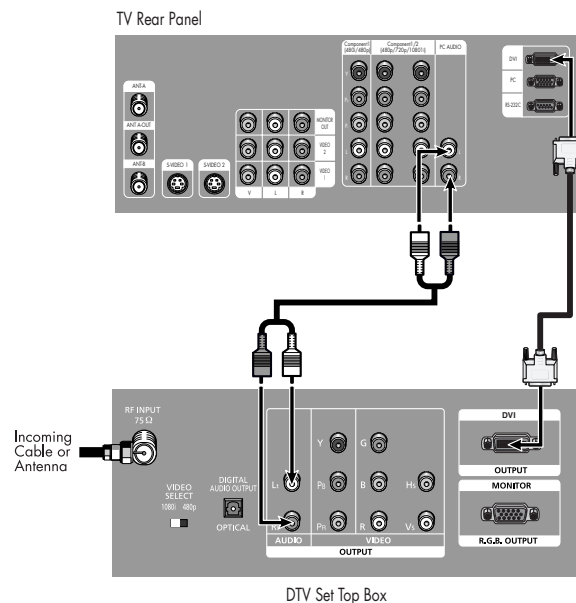 TV Rear Panel
Component1
(480i/480p)
Component1/2
(480p/720p/1080i)
PC AUDIO
DVI
PC
RS-232C
ANT-A
ANT A-OUT
ANT-B
S-VIDEO 1
S-VIDEO 2
MONITOR
OUT
VIDEO
2
VIDEO
1
V
L
R
Y
L
R
RF INPUT
75 Ω
Incoming
Cable or
Antenna
VIDEO
SELECT
1080i 480p
DIGITAL
AUDIO OUTPUT
OPTICAL
L
R
AUDIO
Y
PB
PR
G
B
R
HS
VS
VIDEO
OUTPUT
DVI
OUTPUT
MONITOR
R.G.B. OUTPUT
DTV Set Top Box